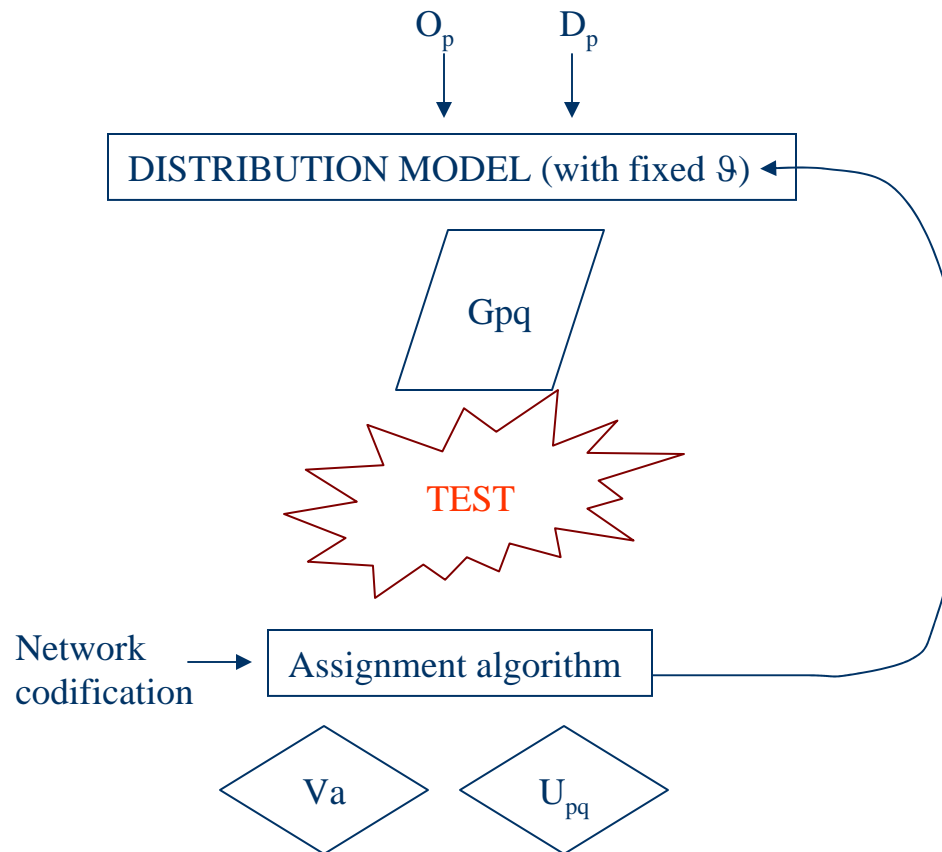 Oₚ Dₚ
DISTRIBUTION MODEL (with fixed ϑ)
Gpq
TEST
Network
codification
Assignment algorithm
Va
Uₚq